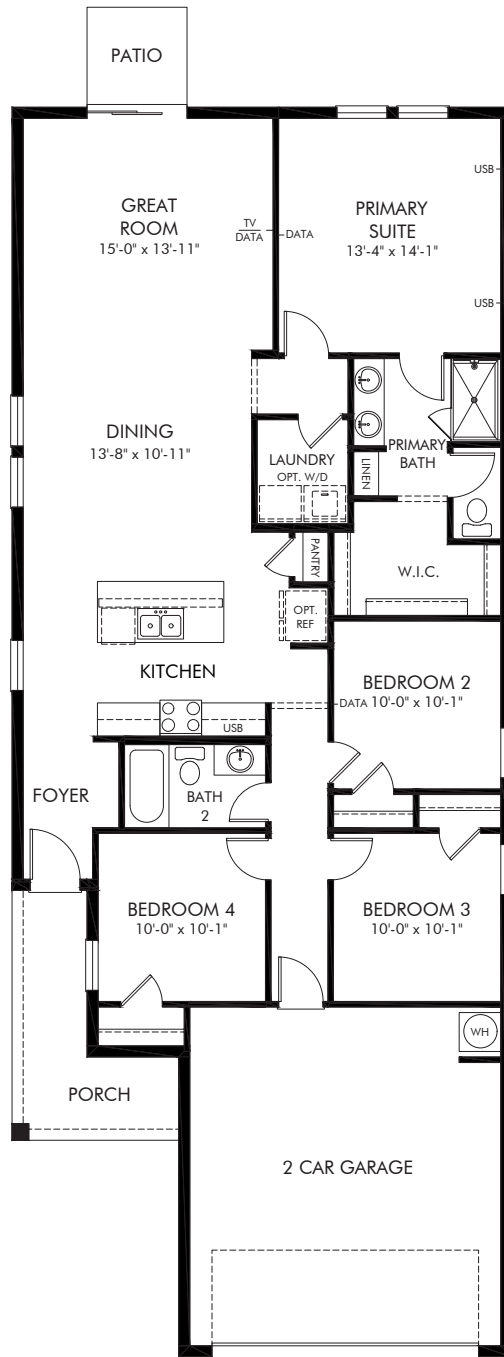 PATIO
GREAT
ROOM
15'-0" x 13'-11"
TV
DATA
DATA
PRIMARY
SUITE
13'-4" x 14'-1"
USB
USB
DINING
13'-8" x 10'-11"
LAUNDRY
OPT. W/D
LINEN
PRIMARY
BATH
PANTRY
W.I.C.
OPT.
REF
KITCHEN
USB
DATA
BEDROOM 2
10'-0" x 10'-1"
FOYER
BATH
2
BEDROOM 4
10'-0" x 10'-1"
BEDROOM 3
10'-0" x 10'-1"
WH
PORCH
2 CAR GARAGE